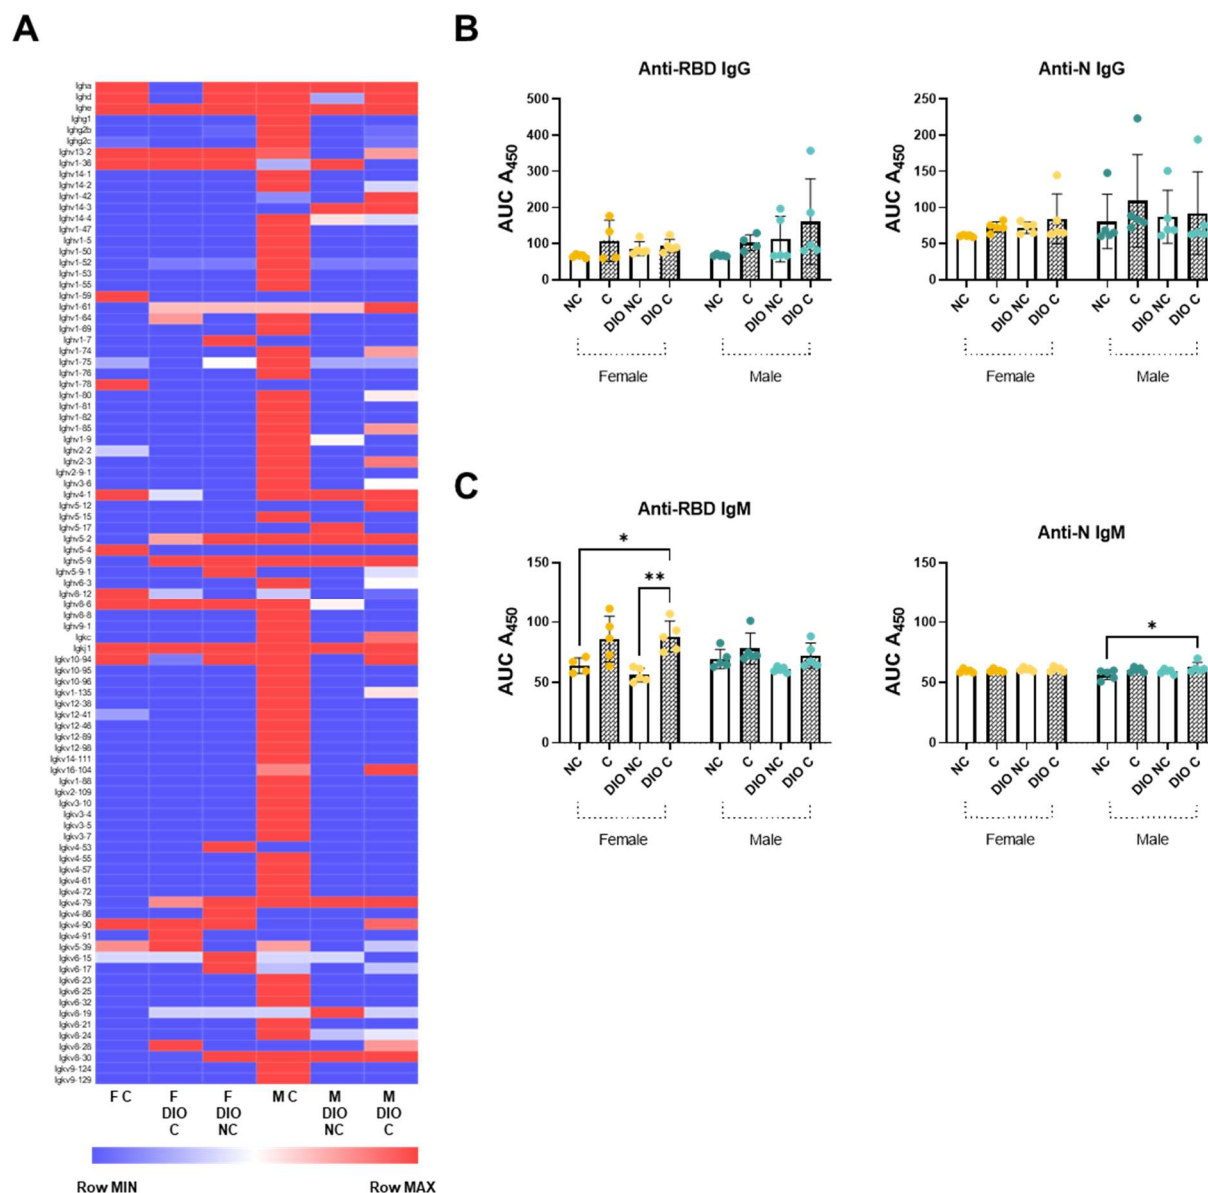 A
Igha
Ighd
Ighe
Ighg1
Ighg2b
Ighg2c
Ighv13-2
Ighv1-36
Ighv14-1
Ighv14-2
Ighv1-42
Ighv14-3
Ighv14-4
Ighv1-47
Ighv1-5
Ighv1-50
Ighv1-52
Ighv1-53
Ighv1-55
Ighv1-59
Ighv1-61
Ighv1-64
Ighv1-69
Ighv1-7
Ighv1-74
Ighv1-75
Ighv1-76
Ighv1-78
Ighv1-80
Ighv1-81
Ighv1-82
Ighv1-85
Ighv1-9
Ighv2-2
Ighv2-3
Ighv2-9-1
Ighv3-6
Ighv4-1
Ighv5-12
Ighv5-15
Ighv5-17
Ighv5-2
Ighv5-4
Ighv5-9
Ighv5-9-1
Ighv6-3
Ighv8-12
Ighv8-6
Ighv8-8
Ighv9-1
Igkc
Igkj1
Igkv10-94
Igkv10-95
Igkv10-96
Igkv1-135
Igkv12-38
Igkv12-41
Igkv12-46
Igkv12-89
Igkv12-98
Igkv14-111
Igkv16-104
Igkv1-88
Igkv2-109
Igkv3-10
Igkv3-4
Igkv3-5
Igkv3-7
Igkv4-53
Igkv4-55
Igkv4-57
Igkv4-61
Igkv4-72
Igkv4-79
Igkv4-86
Igkv4-90
Igkv4-91
Igkv5-39
Igkv6-15
Igkv6-17
Igkv6-23
Igkv6-25
Igkv6-32
Igkv8-19
Igkv8-21
Igkv8-24
Igkv8-28
Igkv8-30
Igkv9-124
Igkv9-129
F C
F DIO C
F DIO NC
M C
M DIO NC
M DIO C
Row MIN
Row MAX
B
Anti-RBD IgG
AUC A450
500
400
300
200
100
0
NC
C
DIO NC
DIO C
NC
C
DIO NC
DIO C
Female
Male
Anti-N IgG
AUC A450
250
200
150
100
50
0
NC
C
DIO NC
DIO C
NC
C
DIO NC
DIO C
Female
Male
C
Anti-RBD IgM
AUC A450
150
100
50
0
*
**
NC
C
DIO NC
DIO C
NC
C
DIO NC
DIO C
Female
Male
Anti-N IgM
AUC A450
150
100
50
0
*
NC
C
DIO NC
DIO C
NC
C
DIO NC
DIO C
Female
Male